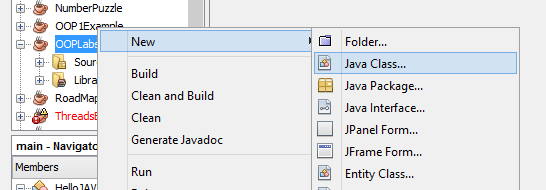 NumberPuzzle
OOP1Example
OOPLabs
Sour
Libra
RoadMap
ThreadsE
main - Navigato
Members
HelloJAV
New
Build
Clean and Build
Clean
Generate Javadoc
Run
Folder...
Java Class...
Java Package...
Java Interface...
JPanel Form...
JFrame Form...
Entity Class...